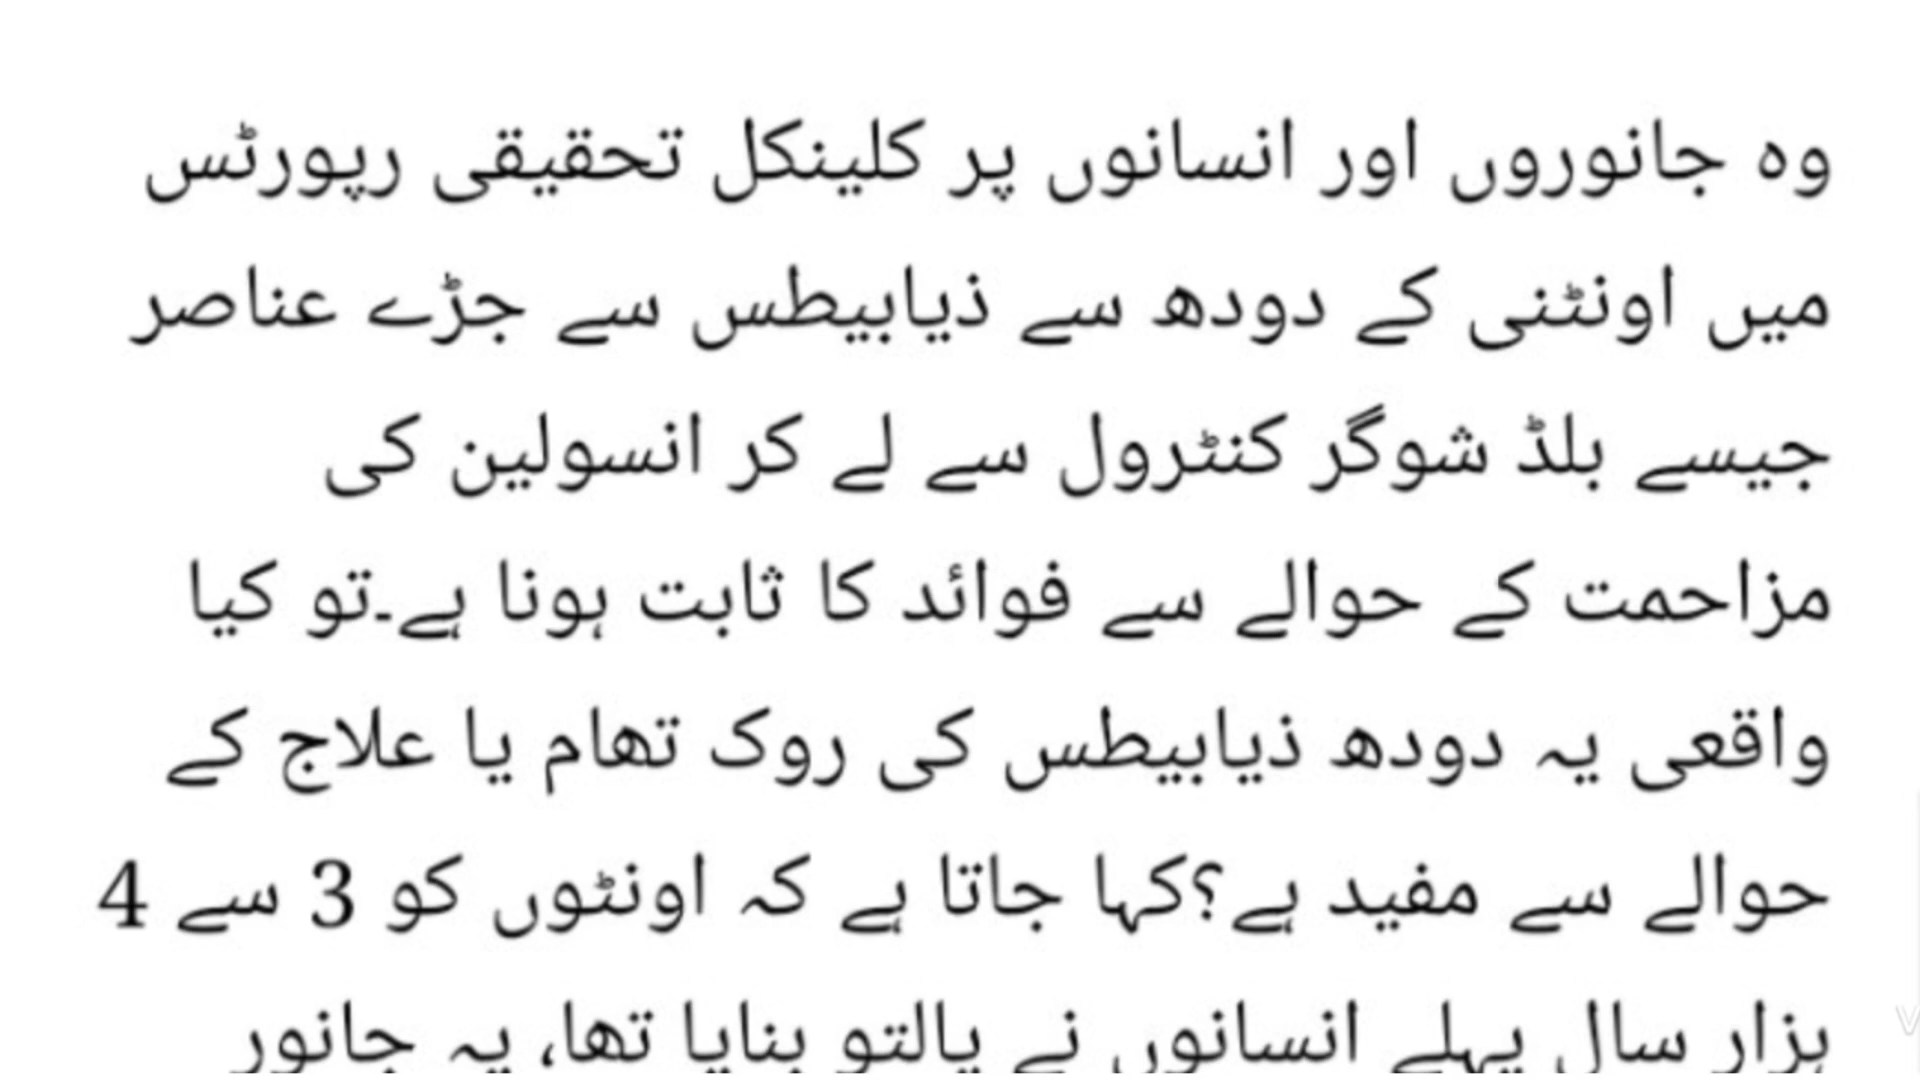 وہ جانوروں اور انسانوں پر کلینکل تحقیقی رپورٹس
میں اونٹنی کے دودھ سے ذیابیطس سے جڑے عناصر
جیسے بلڈ شوگر کنٹرول سے لے کر انسولین کی
مزاحمت کے حوالے سے فوائد کا ثابت ہونا ہے۔تو کیا
واقعی یہ دودھ ذیابیطس کی روک تھام یا علاج کے
حوالے سے مفید ہے؟کہا جاتا ہے کہ اونٹوں کو 3 سے 4
ہزار سال پہلے انسانوں نے پالتو بنایا تھا، یہ جانور